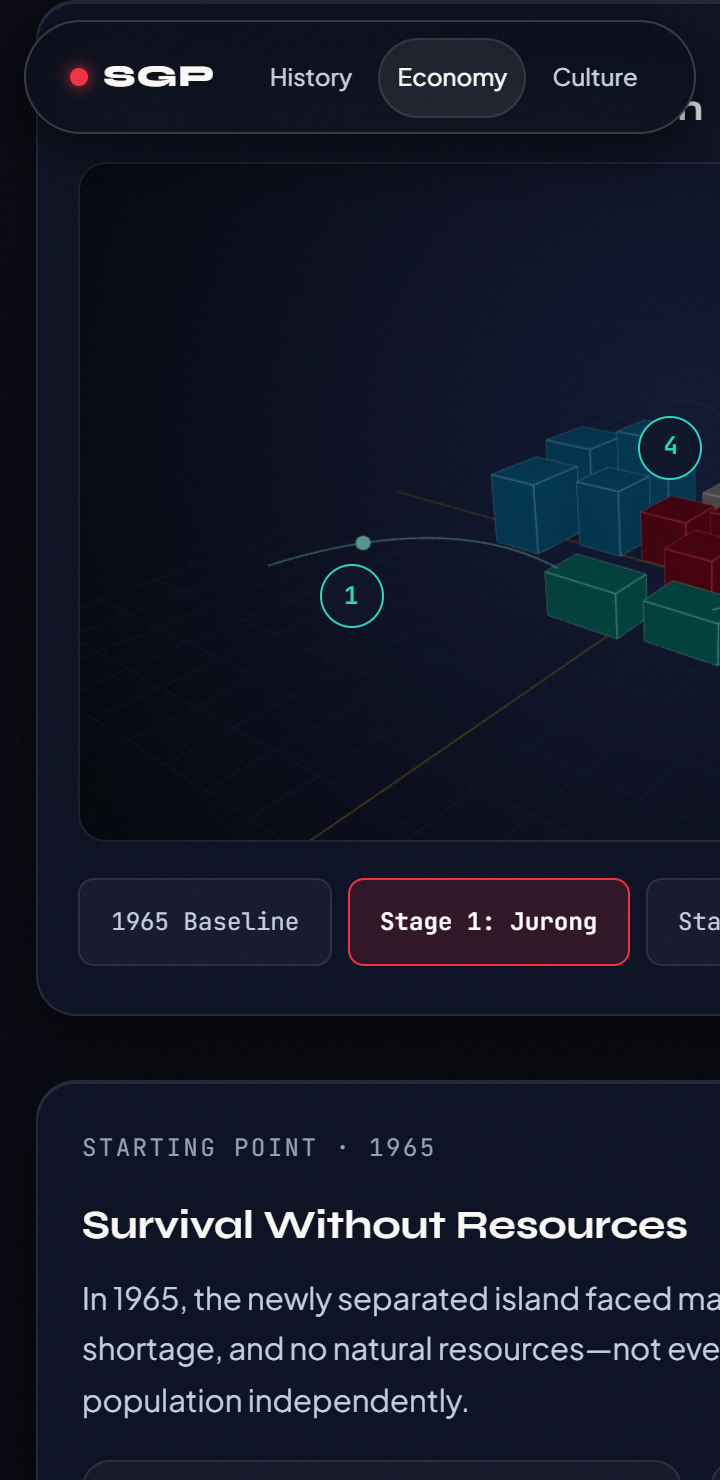 SGP
History
Economy
Culture
n
4
1
1965 Baseline
Stage 1: Jurong
Sta
STARTING POINT · 1965
Survival Without Resources
In 1965, the newly separated island faced ma
shortage, and no natural resources—not eve
population independently.